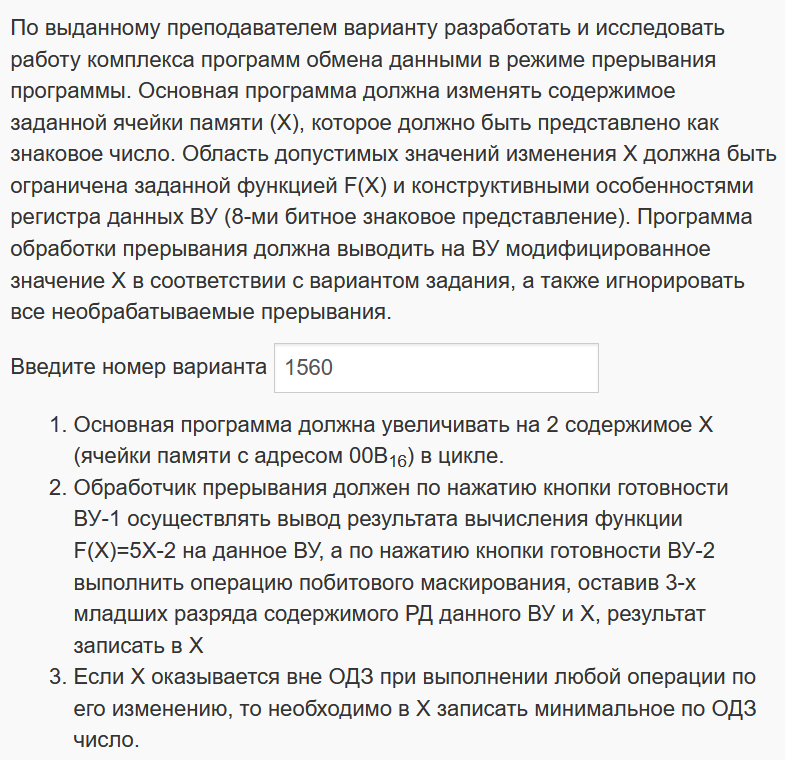 По выданному преподавателем варианту разработать и исследовать
работу комплекса программ обмена данными в режиме прерывания
программы. Основная программа должна изменять содержимое
заданной ячейки памяти (X), которое должно быть представлено как
знаковое число. Область допустимых значений изменения X должна быть
ограничена заданной функцией F(X) и конструктивными особенностями
регистра данных ВУ (8-ми битное знаковое представление). Программа
обработки прерывания должна выводить на ВУ модифицированное
значение X в соответствии с вариантом задания, а также игнорировать
все необрабатываемые прерывания.
Введите номер варианта 1560
1. Основная программа должна увеличивать на 2 содержимое X
(ячейки памяти с адресом 00B₁₆) в цикле.
2. Обработчик прерывания должен по нажатию кнопки готовности
ВУ-1 осуществлять вывод результата вычисления функции
F(X)=5X-2 на данное ВУ, а по нажатию кнопки готовности ВУ-2
выполнить операцию побитового маскирования, оставив 3-х
младших разряда содержимого РД данного ВУ и X, результат
записать в X
3. Если X оказывается вне ОДЗ при выполнении любой операции по
его изменению, то необходимо в X записать минимальное по ОДЗ
число.